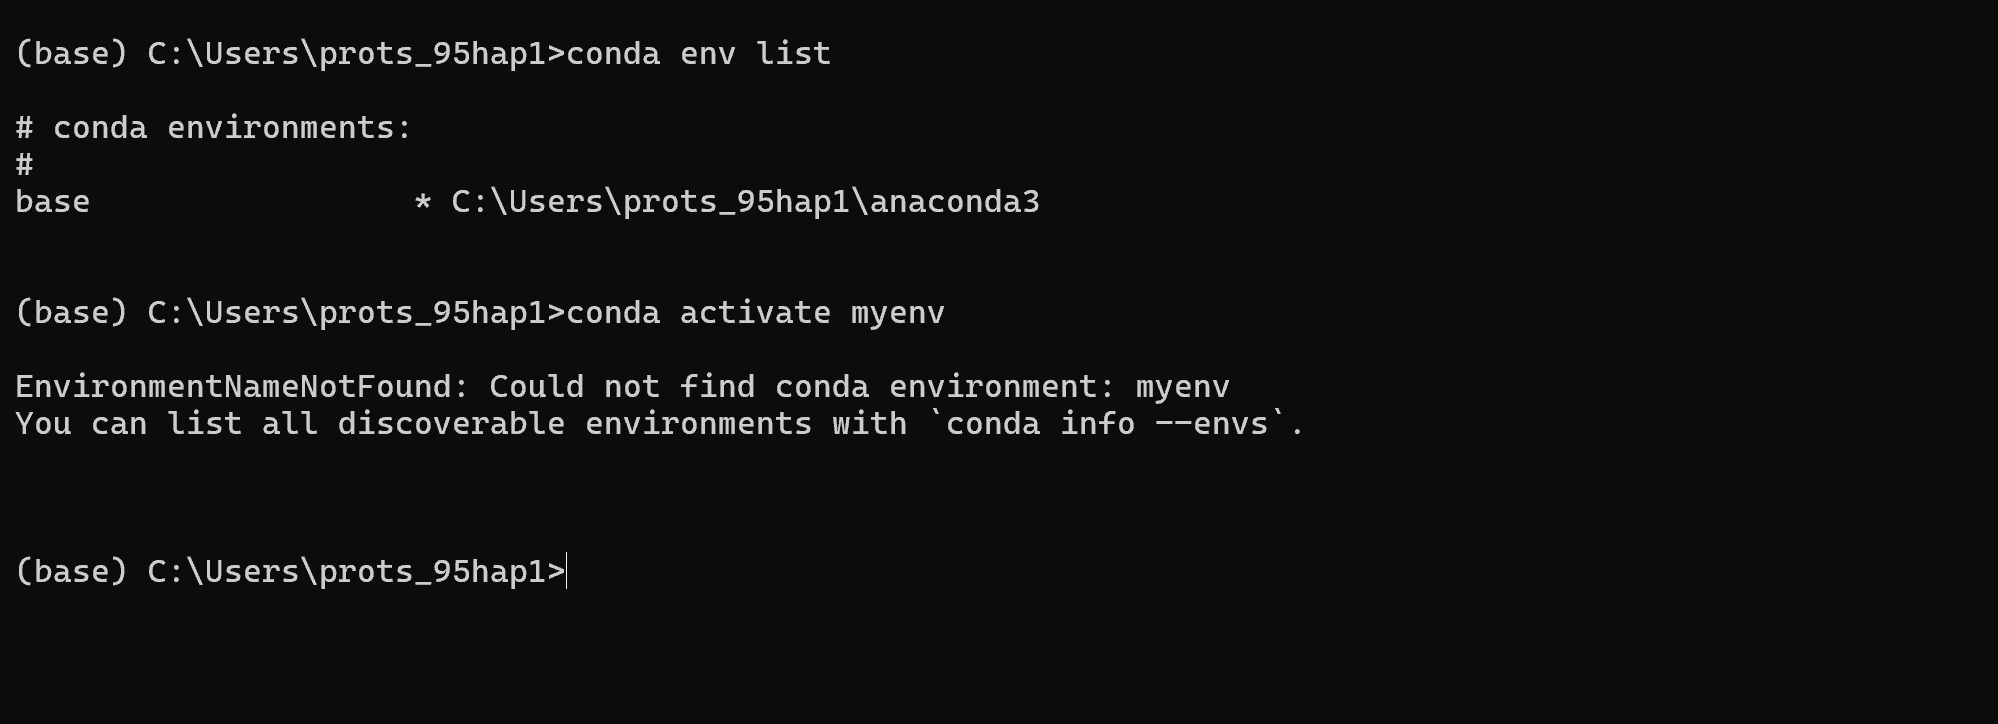 (base) C:\Users\prots_95hap1>conda env list
# conda environments:
#
base                     * C:\Users\prots_95hap1\anaconda3
(base) C:\Users\prots_95hap1>conda activate myenv
EnvironmentNameNotFound: Could not find conda environment: myenv
You can list all discoverable environments with `conda info --envs`.
(base) C:\Users\prots_95hap1>